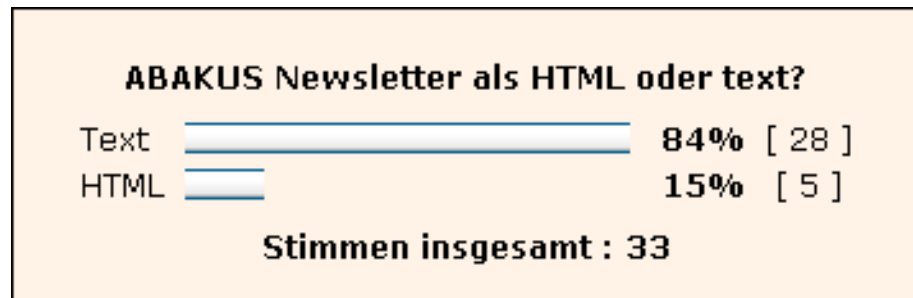 ABAKUS Newsletter als HTML oder text?
Text 84% [ 28 ]
HTML 15% [ 5 ]
Stimmen insgesamt : 33